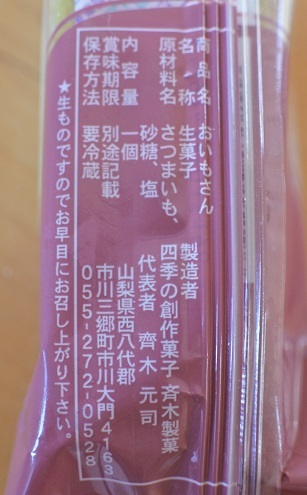 商品名 おいもさん
名称 生菓子
原材料名 さつまいも、
砂糖、塩
内容量 一個
賞味期限 別途記載
保存方法 要冷蔵
製造者
四季の創作菓子 斉木製菓
代表者 齊木元司
山梨県西八代郡
市川三郷町市川大門4163
055-272-0528
★生ものですのでお早目にお召し上がり下さい。